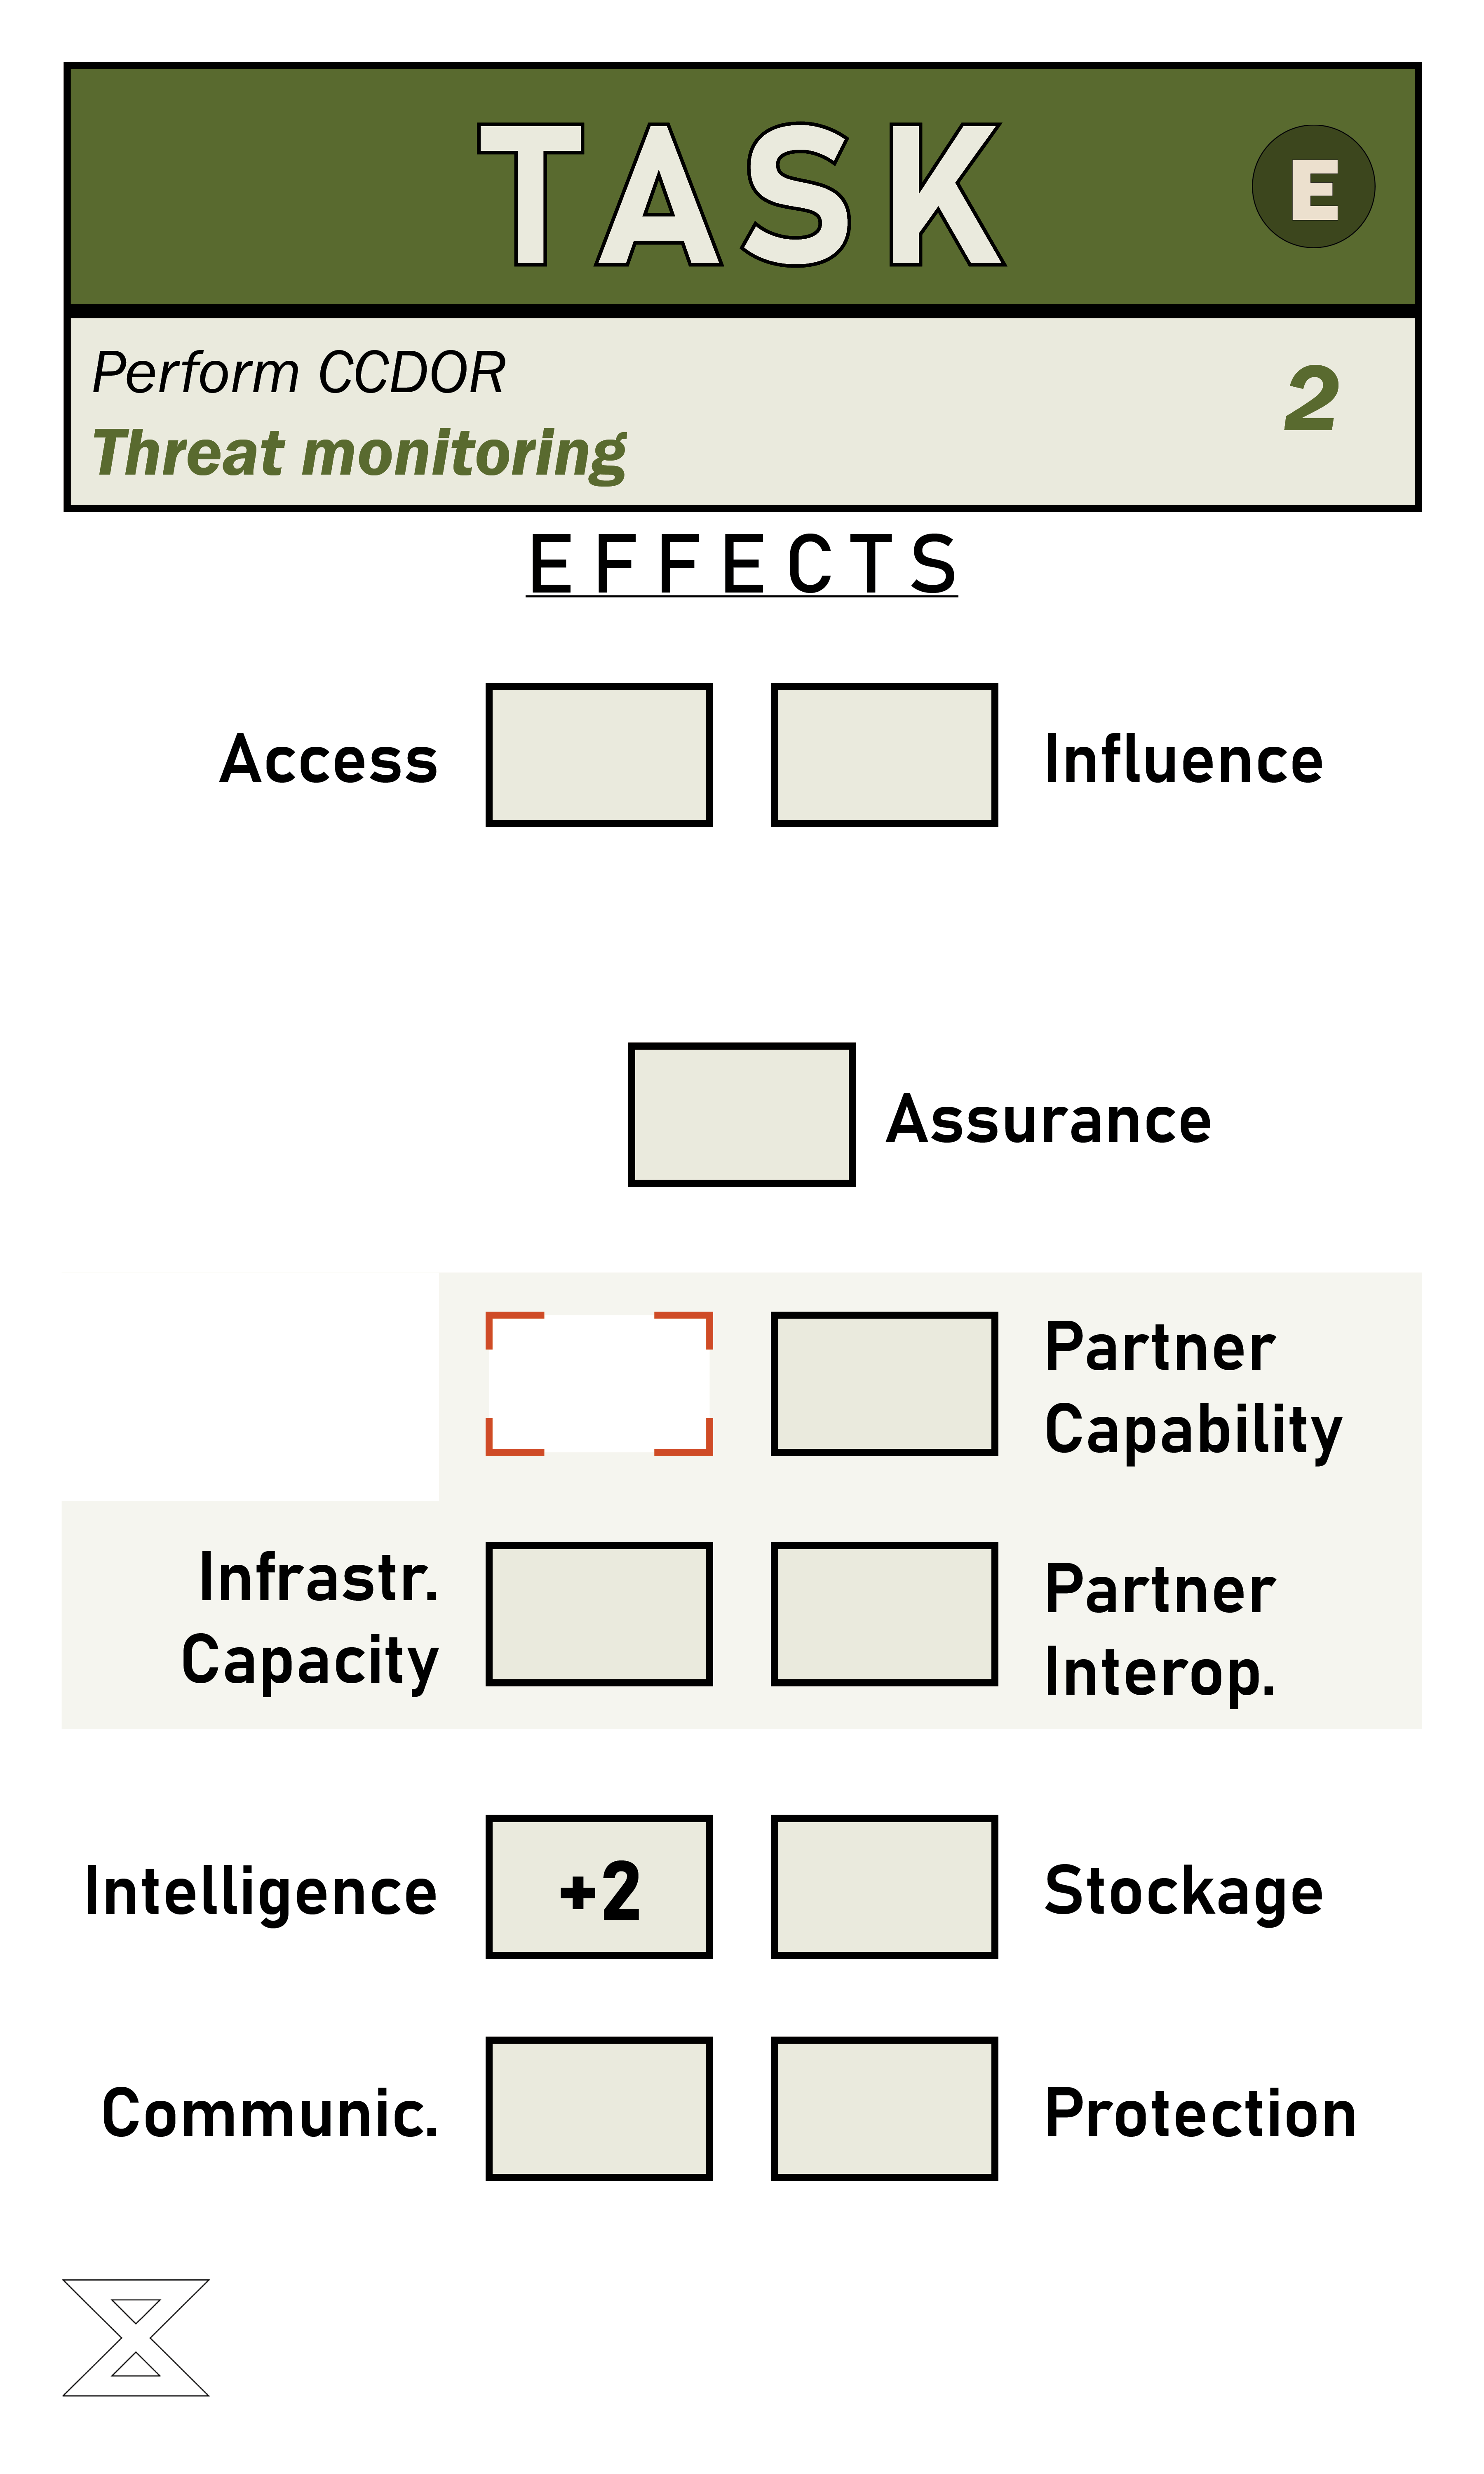 TASK
E
Perform CCDOR
2
Threat monitoring
EFFECTS
Access
Influence
Assurance
Partner
Capability
Infrastr.
Capacity
Partner
Interop.
Intelligence
+2
Stockage
Communic.
Protection